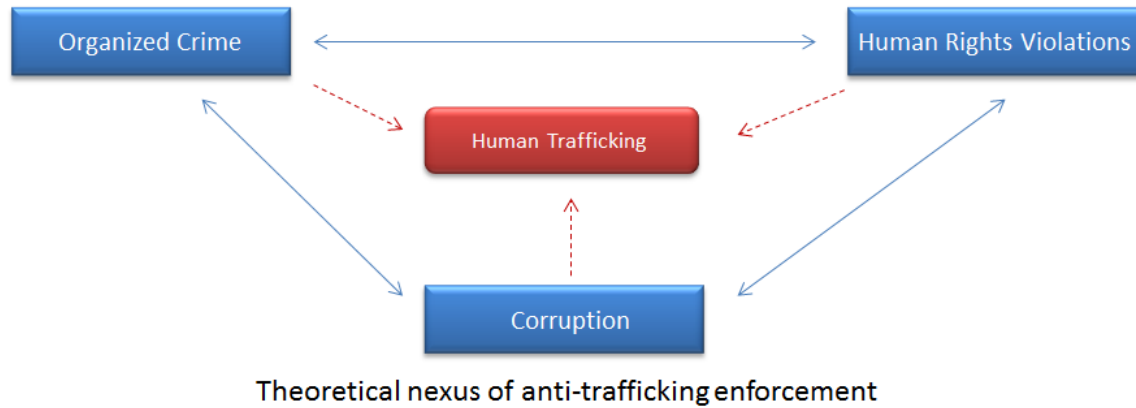 Organized Crime
Human Rights Violations
Human Trafficking
Corruption
Theoretical nexus of anti-trafficking enforcement